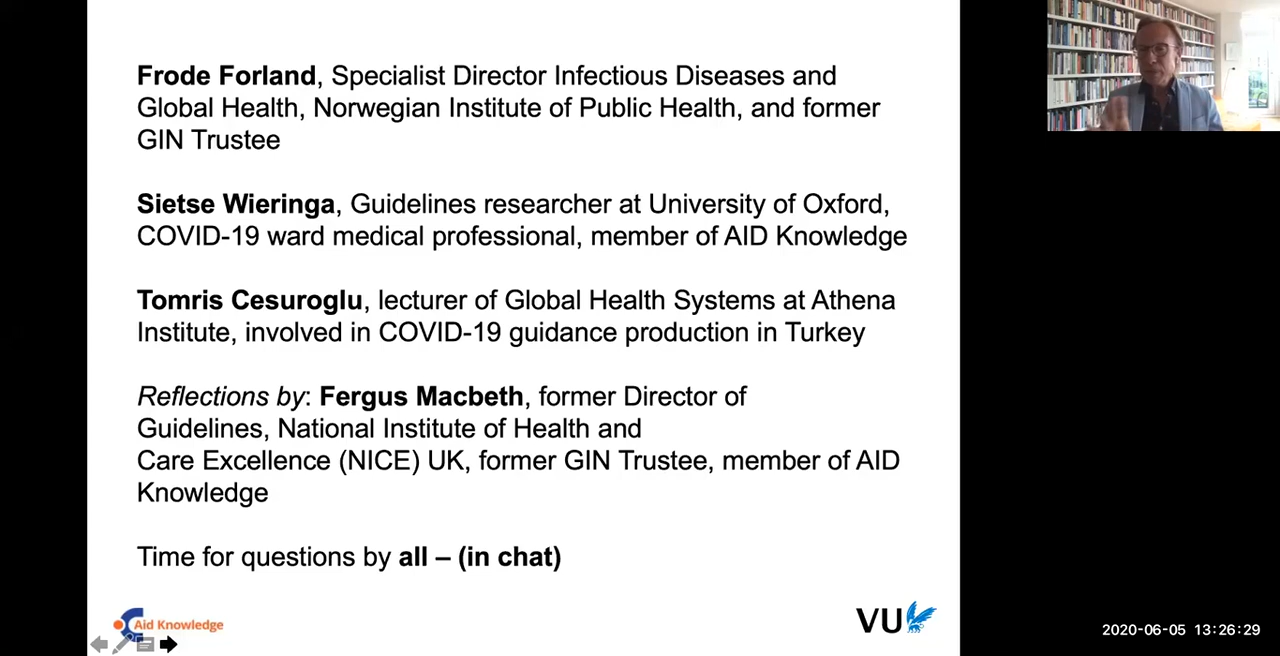 Frode Forland, Specialist Director Infectious Diseases and
Global Health, Norwegian Institute of Public Health, and former
GIN Trustee
Sietse Wieringa, Guidelines researcher at University of Oxford,
COVID-19 ward medical professional, member of AID Knowledge
Tomris Cesuroglu, lecturer of Global Health Systems at Athena
Institute, involved in COVID-19 guidance production in Turkey
Reflections by: Fergus Macbeth, former Director of
Guidelines, National Institute of Health and
Care Excellence (NICE) UK, former GIN Trustee, member of AID
Knowledge
Time for questions by all – (in chat)
Aid Knowledge
VU
2020-06-05 13:26:29